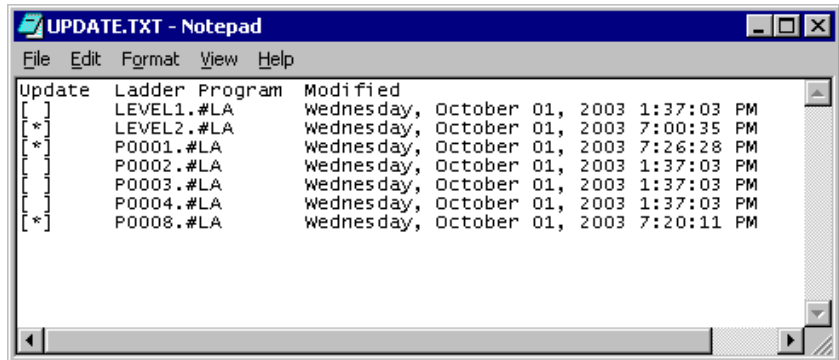 UPDATE.TXT - Notepad
File Edit Format View Help
Update Ladder Program Modified
[ ] LEVEL1.#LA Wednesday, October 01, 2003 1:37:03 PM
[*] LEVEL2.#LA Wednesday, October 01, 2003 7:00:35 PM
[*] P0001.#LA Wednesday, October 01, 2003 7:26:28 PM
[ ] P0002.#LA Wednesday, October 01, 2003 1:37:03 PM
[ ] P0003.#LA Wednesday, October 01, 2003 1:37:03 PM
[ ] P0004.#LA Wednesday, October 01, 2003 1:37:03 PM
[*] P0008.#LA Wednesday, October 01, 2003 7:20:11 PM